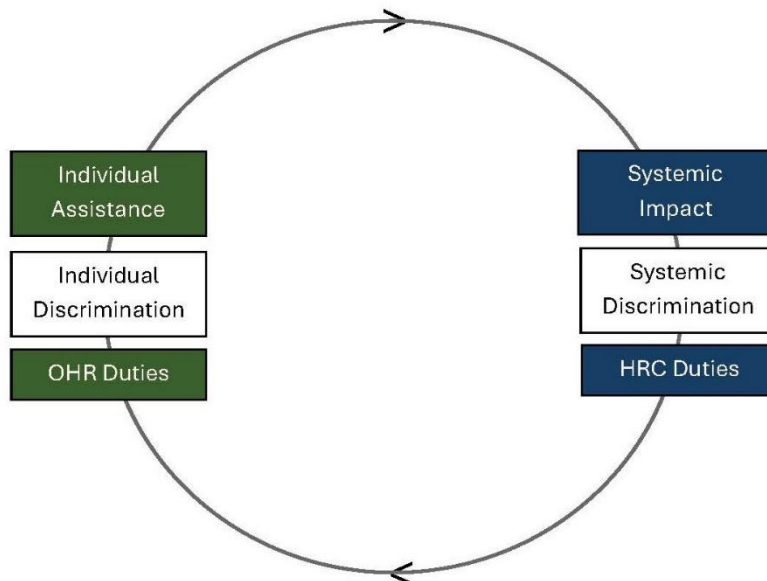 Individual
Assistance
Individual
Discrimination
OHR Duties
Systemic
Impact
Systemic
Discrimination
HRC Duties